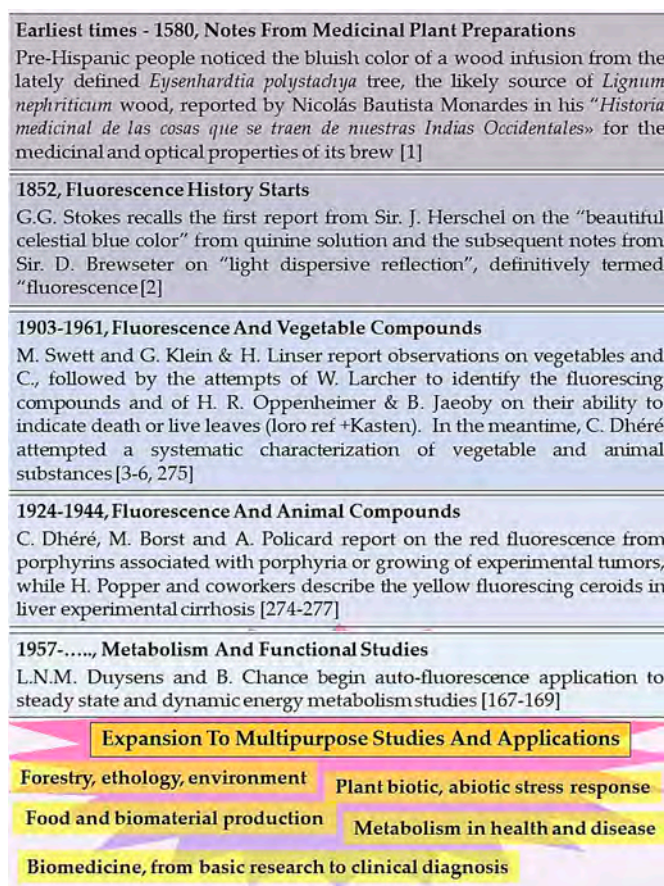 Earliest times - 1580, Notes From Medicinal Plant Preparations
Pre-Hispanic people noticed the bluish color of a wood infusion from the
lately defined Eysenhardtia polystachya tree, the likely source of Lignum
nephriticum wood, reported by Nicolás Bautista Monardes in his “Historia
medicinal de las cosas que se traen de nuestras Indias Occidentales» for the
medicinal and optical properties of its brew [1]
1852, Fluorescence History Starts
G.G. Stokes recalls the first report from Sir. J. Herschel on the “beautiful
celestial blue color” from quinine solution and the subsequent notes from
Sir. D. Brewseter on “light dispersive reflection”, definitively termed
“fluorescence [2]
1903-1961, Fluorescence And Vegetable Compounds
M. Swett and G. Klein & H. Linser report observations on vegetables and
C., followed by the attempts of W. Larcher to identify the fluorescing
compounds and of H. R. Oppenheimer & B. Jaeoby on their ability to
indicate death or live leaves (loro ref +Kasten). In the meantime, C. Dhéré
attempted a systematic characterization of vegetable and animal
substances [3-6, 275]
1924-1944, Fluorescence And Animal Compounds
C. Dhéré, M. Borst and A. Policard report on the red fluorescence from
porphyrins associated with porphyria or growing of experimental tumors,
while H. Popper and coworkers describe the yellow fluorescing ceroids in
liver experimental cirrhosis [274-277]
1957-....., Metabolism And Functional Studies
L.N.M. Duysens and B. Chance begin auto-fluorescence application to
steady state and dynamic energy metabolism studies [167-169]
Expansion To Multipurpose Studies And Applications
Forestry, ethology, environment
Plant biotic, abiotic stress response
Food and biomaterial production
Metabolism in health and disease
Biomedicine, from basic research to clinical diagnosis